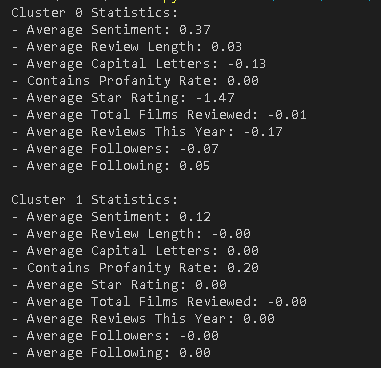 Cluster 0 Statistics:
- Average Sentiment: 0.37
- Average Review Length: 0.03
- Average Capital Letters: -0.13
- Contains Profanity Rate: 0.00
- Average Star Rating: -1.47
- Average Total Films Reviewed: -0.01
- Average Reviews This Year: -0.17
- Average Followers: -0.07
- Average Following: 0.05

Cluster 1 Statistics:
- Average Sentiment: 0.12
- Average Review Length: -0.00
- Average Capital Letters: 0.00
- Contains Profanity Rate: 0.20
- Average Star Rating: 0.00
- Average Total Films Reviewed: -0.00
- Average Reviews This Year: 0.00
- Average Followers: -0.00
- Average Following: 0.00